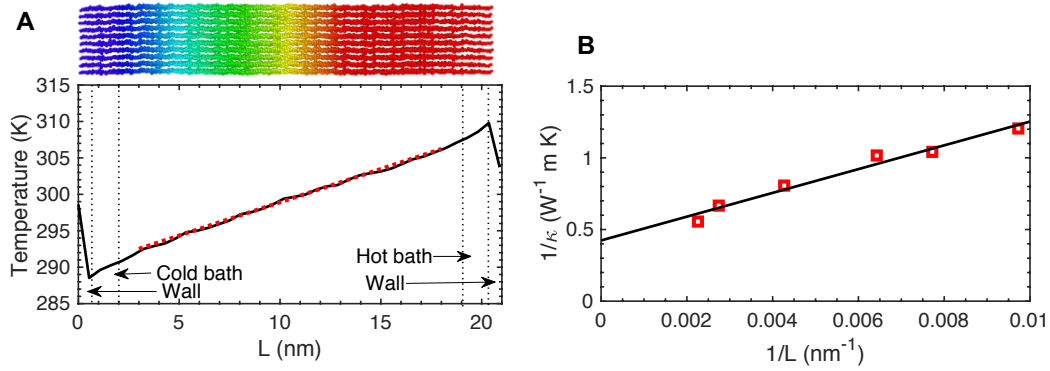 A
315
310
305
300
295
290
285
Temperature (K)
Cold bath
Wall
Hot bath
Wall
0
5
10
15
20
L (nm)
B
1.5
1
0.5
0
1/κ (W⁻¹ m K)
0
0.002
0.004
0.006
0.008
0.01
1/L (nm⁻¹)